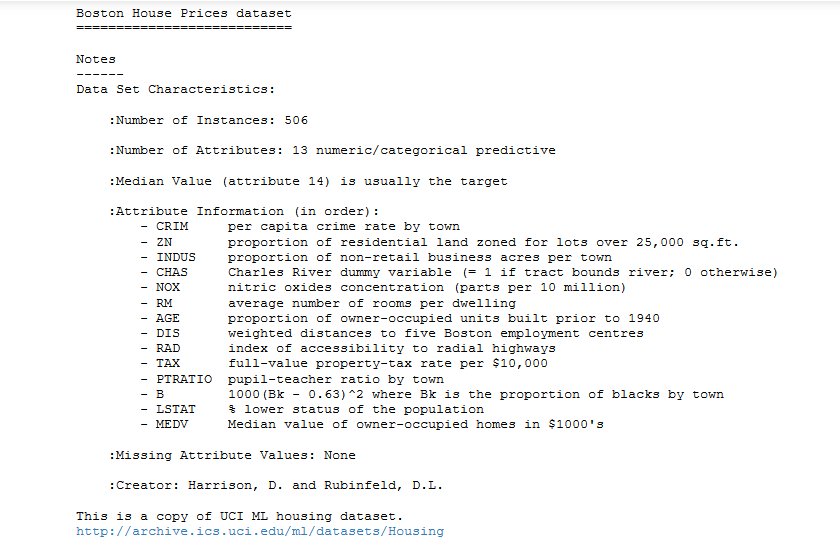 Boston House Prices dataset
===========================
Notes
------
Data Set Characteristics:
:Number of Instances: 506
:Number of Attributes: 13 numeric/categorical predictive
:Median Value (attribute 14) is usually the target
:Attribute Information (in order):
- CRIM per capita crime rate by town
- ZN proportion of residential land zoned for lots over 25,000 sq.ft.
- INDUS proportion of non-retail business acres per town
- CHAS Charles River dummy variable (= 1 if tract bounds river; 0 otherwise)
- NOX nitric oxides concentration (parts per 10 million)
- RM average number of rooms per dwelling
- AGE proportion of owner-occupied units built prior to 1940
- DIS weighted distances to five Boston employment centres
- RAD index of accessibility to radial highways
- TAX full-value property-tax rate per $10,000
- PTRATIO pupil-teacher ratio by town
- B 1000(Bk - 0.63)^2 where Bk is the proportion of blacks by town
- LSTAT % lower status of the population
- MEDV Median value of owner-occupied homes in $1000's
:Missing Attribute Values: None
:Creator: Harrison, D. and Rubinfeld, D.L.
This is a copy of UCI ML housing dataset.
http://archive.ics.uci.edu/ml/datasets/Housing